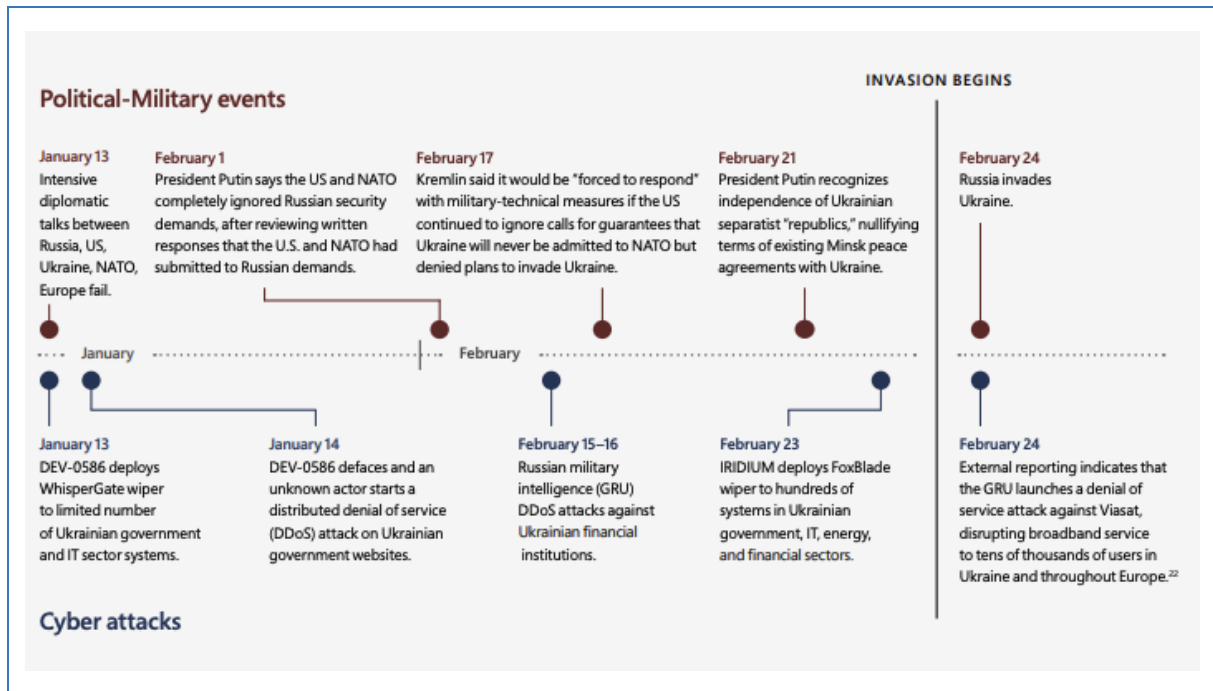 INVASION BEGINS
Political-Military events
January 13
Intensive
diplomatic
talks between
Russia, US,
Ukraine, NATO,
Europe fail.
February 1
President Putin says the US and NATO
completely ignored Russian security
demands, after reviewing written
responses that the U.S. and NATO had
submitted to Russian demands.
February 17
Kremlin said it would be “forced to respond”
with military-technical measures if the US
continued to ignore calls for guarantees that
Ukraine will never be admitted to NATO but
denied plans to invade Ukraine.
February 21
President Putin recognizes
independence of Ukrainian
separatist “republics,” nullifying
terms of existing Minsk peace
agreements with Ukraine.
February 24
Russia invades
Ukraine.
January
February
January 13
DEV-0586 deploys
WhisperGate wiper
to limited number
of Ukrainian government
and IT sector systems.
January 14
DEV-0586 defaces and an
unknown actor starts a
distributed denial of service
(DDoS) attack on Ukrainian
government websites.
February 15–16
Russian military
intelligence (GRU)
DDoS attacks against
Ukrainian financial
institutions.
February 23
IRIDIUM deploys FoxBlade
wiper to hundreds of
systems in Ukrainian
government, IT, energy,
and financial sectors.
February 24
External reporting indicates that
the GRU launches a denial of
service attack against Viasat,
disrupting broadband service
to tens of thousands of users in
Ukraine and throughout Europe.²²
Cyber attacks